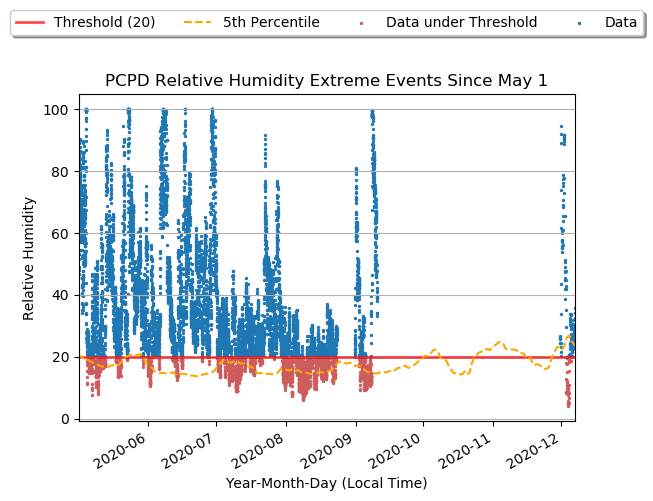 Threshold (20) 5th Percentile Data under Threshold Data
PCPD Relative Humidity Extreme Events Since May 1
100
80
60
40
20
0
Relative Humidity
2020-06 2020-07 2020-08 2020-09 2020-10 2020-11 2020-12
Year-Month-Day (Local Time)